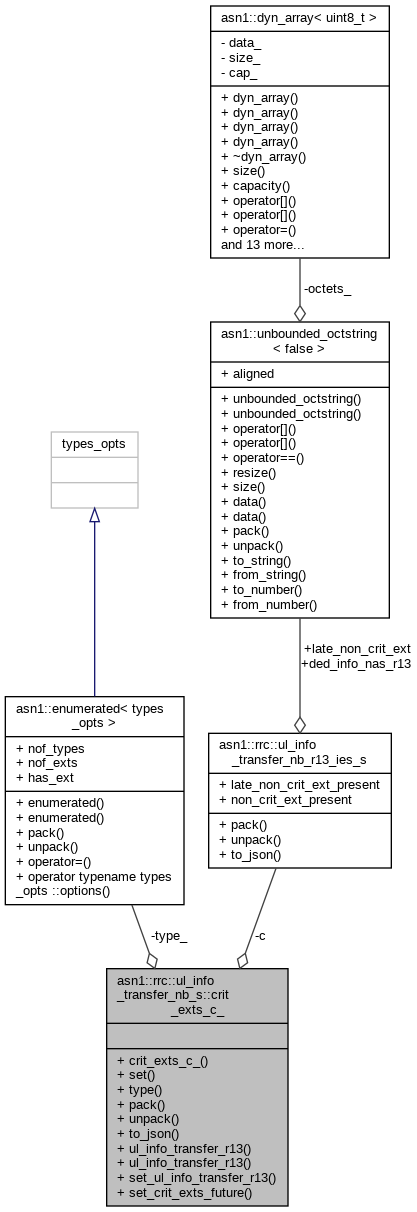 asn1::dyn_array< uint8_t >
- data_
- size_
- cap_
+ dyn_array()
+ dyn_array()
+ dyn_array()
+ dyn_array()
+ ~dyn_array()
+ size()
+ capacity()
+ operator[]()
+ operator[]()
+ operator=()
and 13 more...
-octets_
asn1::unbounded_octstring
< false >
+ aligned
+ unbounded_octstring()
+ unbounded_octstring()
+ operator[]()
+ operator[]()
+ operator==()
+ resize()
+ size()
+ data()
+ data()
+ pack()
+ unpack()
+ to_string()
+ from_string()
+ to_number()
+ from_number()
types_opts
+late_non_crit_ext
+ded_info_nas_r13
asn1::enumerated< types
_opts >
+ nof_types
+ nof_exts
+ has_ext
+ enumerated()
+ enumerated()
+ pack()
+ unpack()
+ operator=()
+ operator typename types
_opts ::options()
asn1::rrc::ul_info
_transfer_nb_r13_ies_s
+ late_non_crit_ext_present
+ non_crit_ext_present
+ pack()
+ unpack()
+ to_json()
-type_
-c
asn1::rrc::ul_info
_transfer_nb_s::crit
_exts_c_
+ crit_exts_c_()
+ set()
+ type()
+ pack()
+ unpack()
+ to_json()
+ ul_info_transfer_r13()
+ ul_info_transfer_r13()
+ set_ul_info_transfer_r13()
+ set_crit_exts_future()